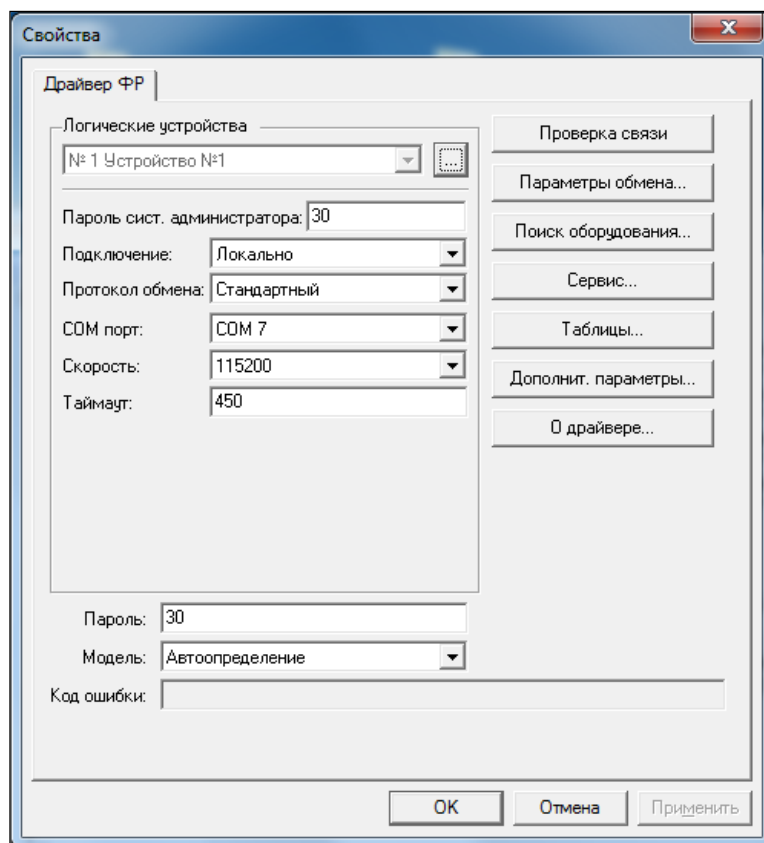 Свойства
Драйвер ФР
Логические устройства
№ 1 Устройство №1
...
Пароль сист. администратора: 30
Подключение: Локально
Протокол обмена: Стандартный
COM порт: COM 7
Скорость: 115200
Таймаут: 450
Проверка связи
Параметры обмена...
Поиск оборудования...
Сервис...
Таблицы...
Дополнит. параметры...
О драйвере...
Пароль: 30
Модель: Автоопределение
Код ошибки:
OK
Отмена
Применить